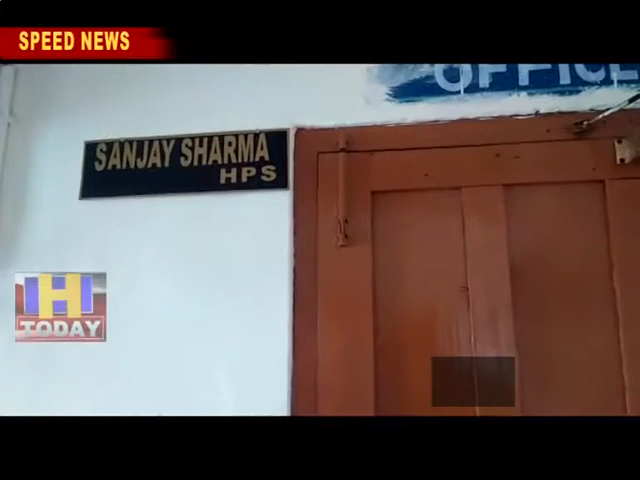 SPEED NEWS
OFFICE
SANJAY SHARMA
HPS
H
TODAY